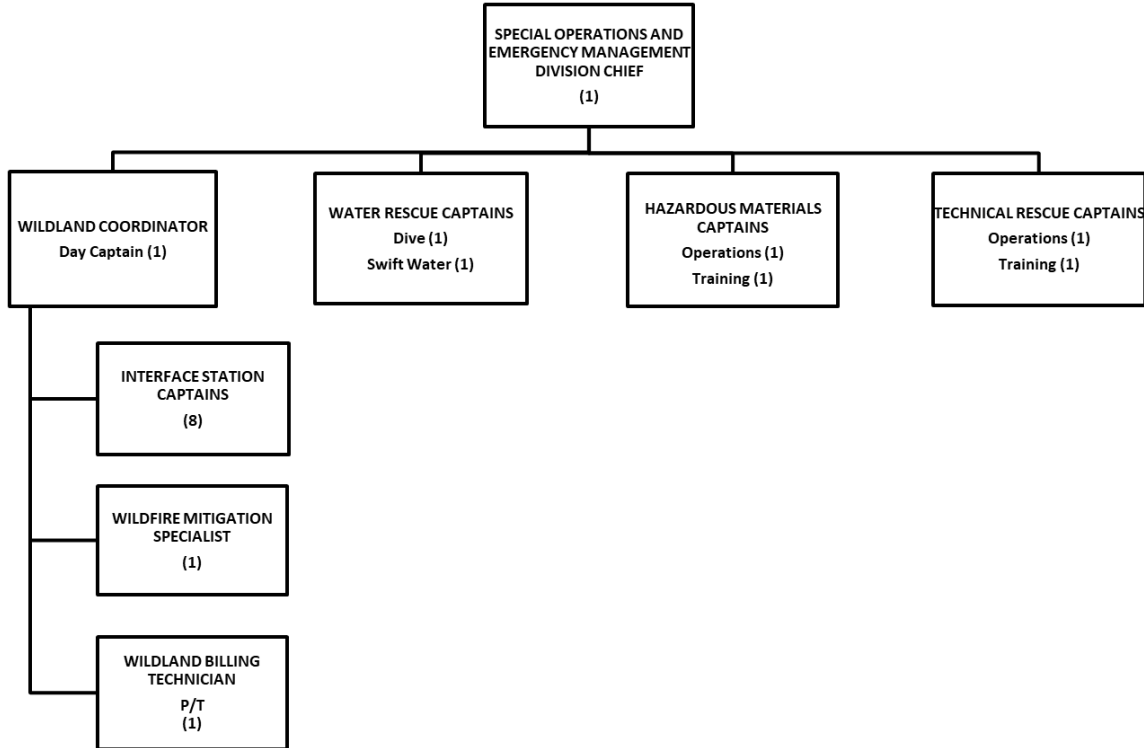 SPECIAL OPERATIONS AND
EMERGENCY MANAGEMENT
DIVISION CHIEF
(1)
WILDLAND COORDINATOR
Day Captain (1)
WATER RESCUE CAPTAINS
Dive (1)
Swift Water (1)
HAZARDOUS MATERIALS
CAPTAINS
Operations (1)
Training (1)
TECHNICAL RESCUE CAPTAINS
Operations (1)
Training (1)
INTERFACE STATION
CAPTAINS
(8)
WILDFIRE MITIGATION
SPECIALIST
(1)
WILDLAND BILLING
TECHNICIAN
P/T
(1)